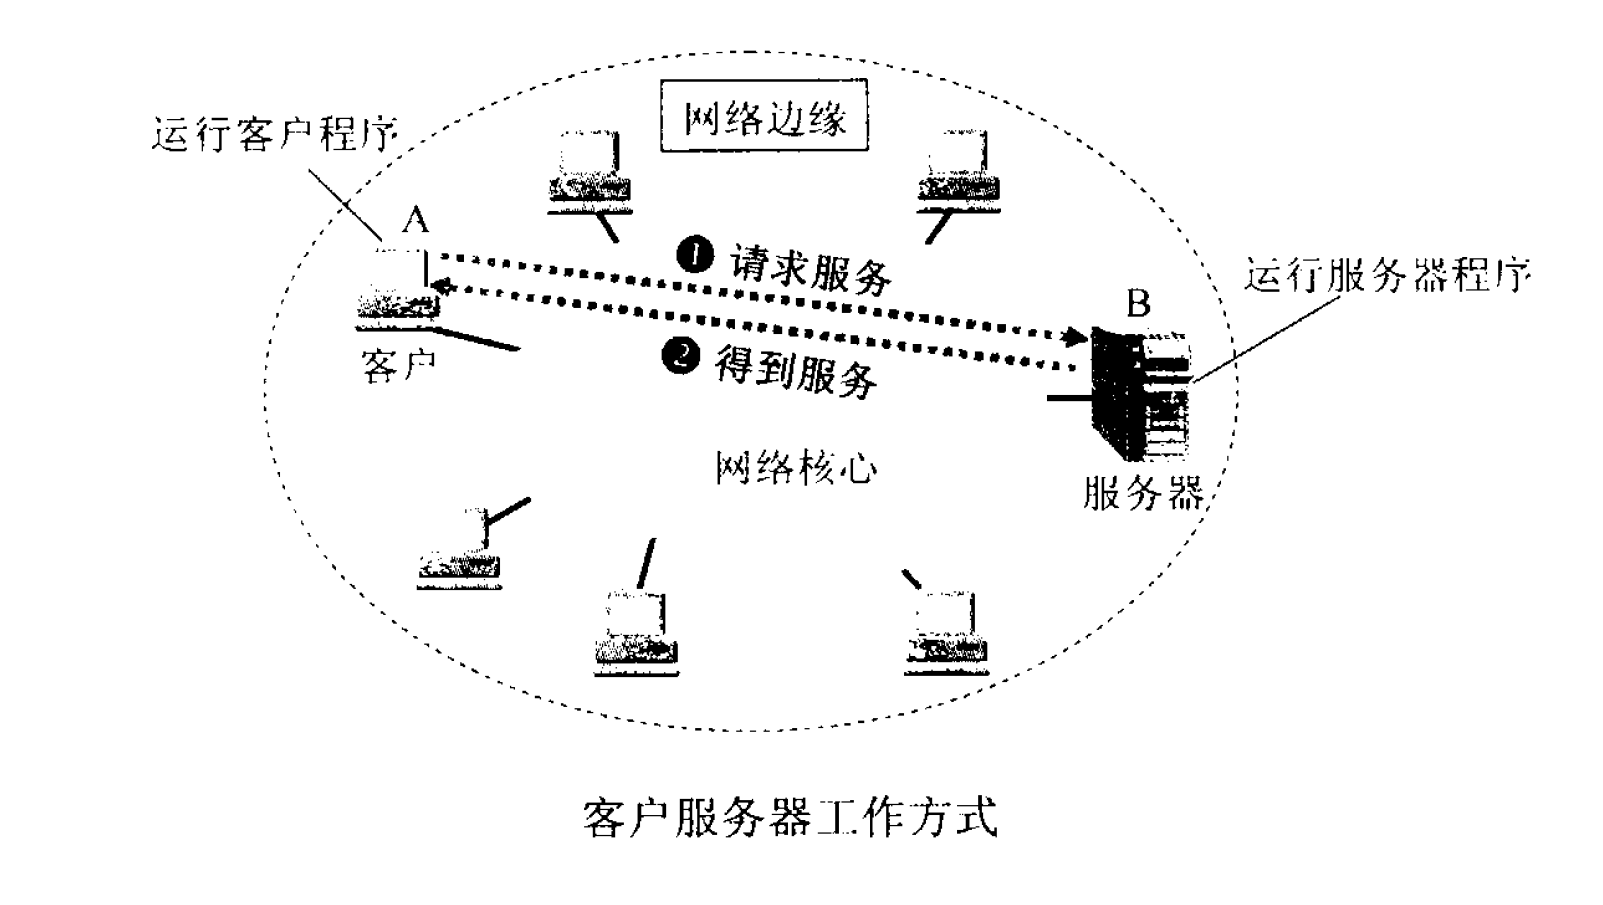 网络边缘
运行客户程序
A
❶ 请求服务
运行服务器程序
B
客户
❷ 得到服务
网络核心
服务器
客户服务器工作方式